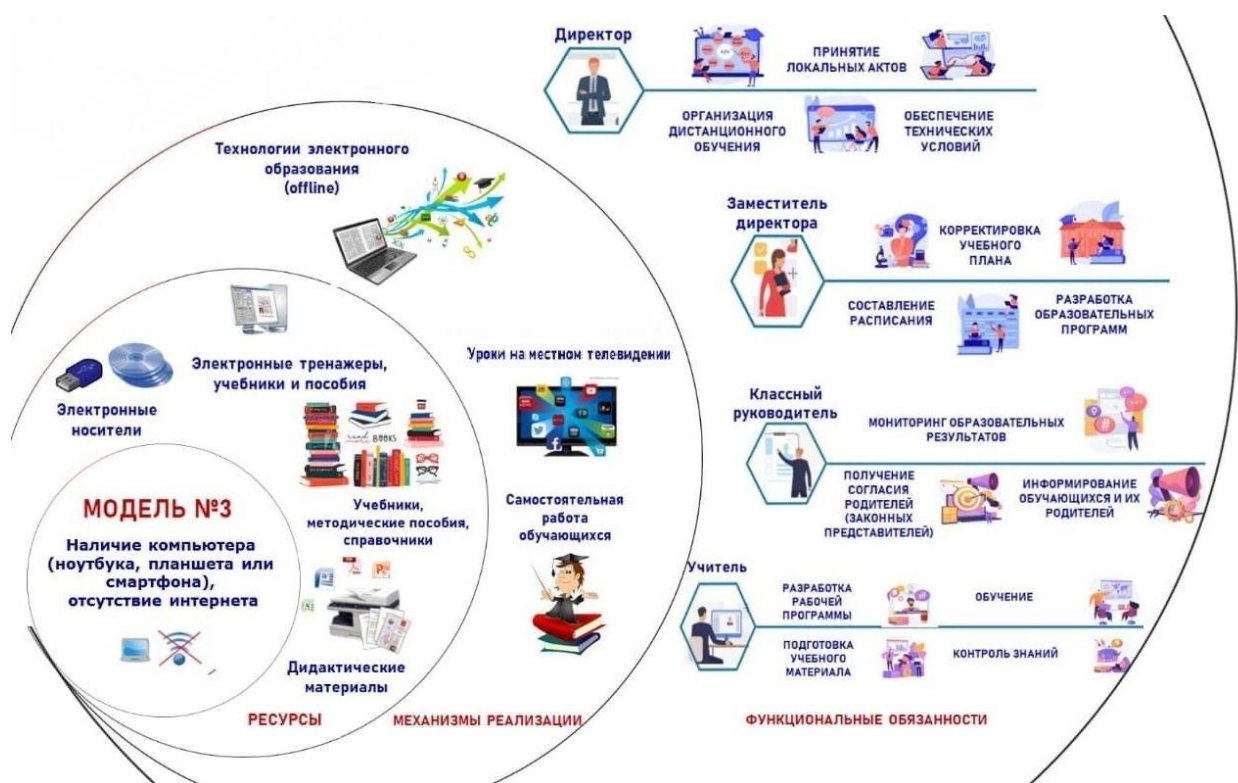 Директор
ПРИНЯТИЕ
ЛОКАЛЬНЫХ АКТОВ
ОРГАНИЗАЦИЯ
ДИСТАНЦИОННОГО
ОБУЧЕНИЯ
ОБЕСПЕЧЕНИЕ
ТЕХНИЧЕСКИХ
УСЛОВИЙ
Технологии электронного
образования
(offline)
Заместитель
директора
КОРРЕКТИРОВКА
УЧЕБНОГО
ПЛАНА
СОСТАВЛЕНИЕ
РАСПИСАНИЯ
РАЗРАБОТКА
ОБРАЗОВАТЕЛЬНЫХ
ПРОГРАММ
Электронные тренажеры,
учебники и пособия
Электронные
носители
Уроки на местном телевидении
Классный
руководитель
МОНИТОРИНГ ОБРАЗОВАТЕЛЬНЫХ
РЕЗУЛЬТАТОВ
ПОЛУЧЕНИЕ
СОГЛАСИЯ
РОДИТЕЛЕЙ
(ЗАКОННЫХ
ПРЕДСТАВИТЕЛЕЙ)
ИНФОРМИРОВАНИЕ
ОБУЧАЮЩИХСЯ И ИХ
РОДИТЕЛЕЙ
BOOKS
МОДЕЛЬ №3
Наличие компьютера
(ноутбука, планшета или
смартфона),
отсутствие интернета
Учебники,
методические пособия,
справочники
Самостоятельная
работа
обучающихся
Учитель
РАЗРАБОТКА
РАБОЧЕЙ
ПРОГРАММЫ
ОБУЧЕНИЕ
ПОДГОТОВКА
УЧЕБНОГО
МАТЕРИАЛА
КОНТРОЛЬ ЗНАНИЙ
Дидактические
материалы
РЕСУРСЫ
МЕХАНИЗМЫ РЕАЛИЗАЦИИ
ФУНКЦИОНАЛЬНЫЕ ОБЯЗАННОСТИ